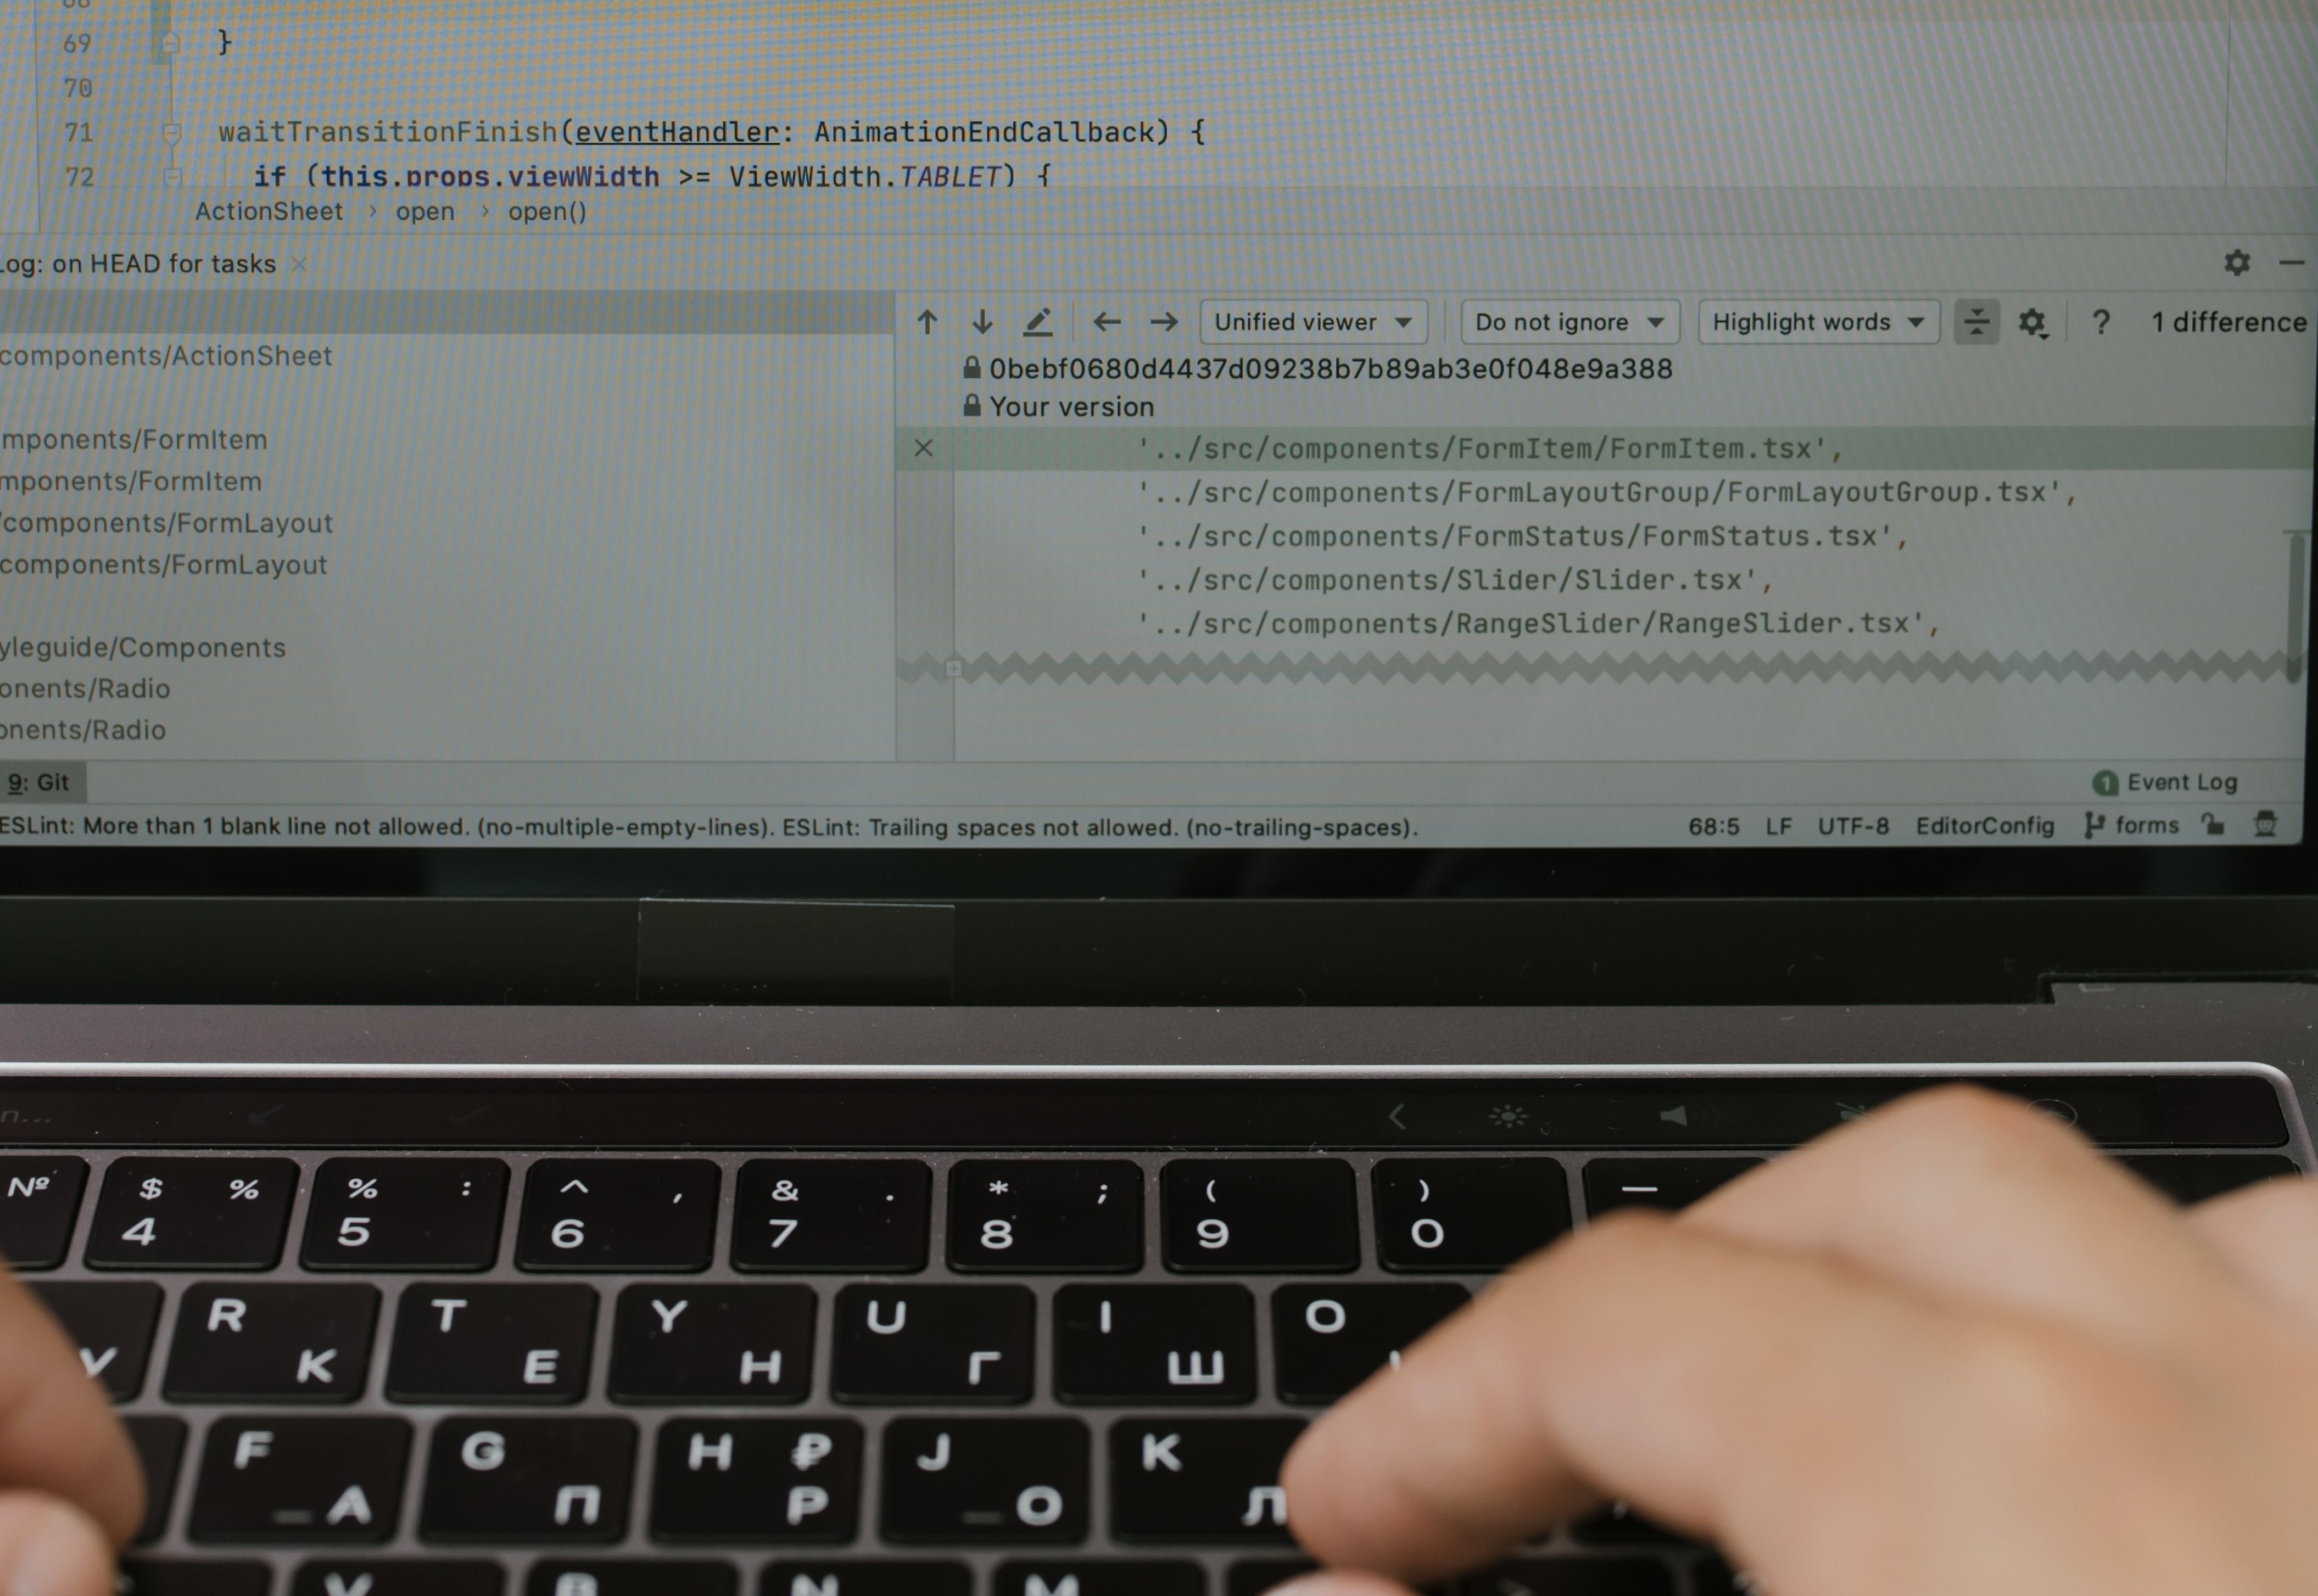 69 }
70
71 waitTransitionFinish(eventHandler: AnimationEndCallback) {
72 if (this.props.viewWidth >= ViewWidth.TABLET) {
ActionSheet › open › open()
Log: on HEAD for tasks ×
Unified viewer Do not ignore Highlight words ? 1 difference
0bebf0680d4437d09238b7b89ab3e0f048e9a388
Your version
components/ActionSheet
mponents/FormItem
mponents/FormItem
/components/FormLayout
components/FormLayout
yleguide/Components
onents/Radio
onents/Radio
'../src/components/FormItem/FormItem.tsx',
'../src/components/FormLayoutGroup/FormLayoutGroup.tsx',
'../src/components/FormStatus/FormStatus.tsx',
'../src/components/Slider/Slider.tsx',
'../src/components/RangeSlider/RangeSlider.tsx',
9: Git
1 Event Log
ESLint: More than 1 blank line not allowed. (no-multiple-empty-lines). ESLint: Trailing spaces not allowed. (no-trailing-spaces).
68:5 LF UTF-8 EditorConfig forms
№ $ % % : ^ , & . * ; ( ) —
4 5 6 7 8 9 0
R T Y U I O
К Е Н Г Ш
F G H ₽ J K
А П Р О Л
V B N M